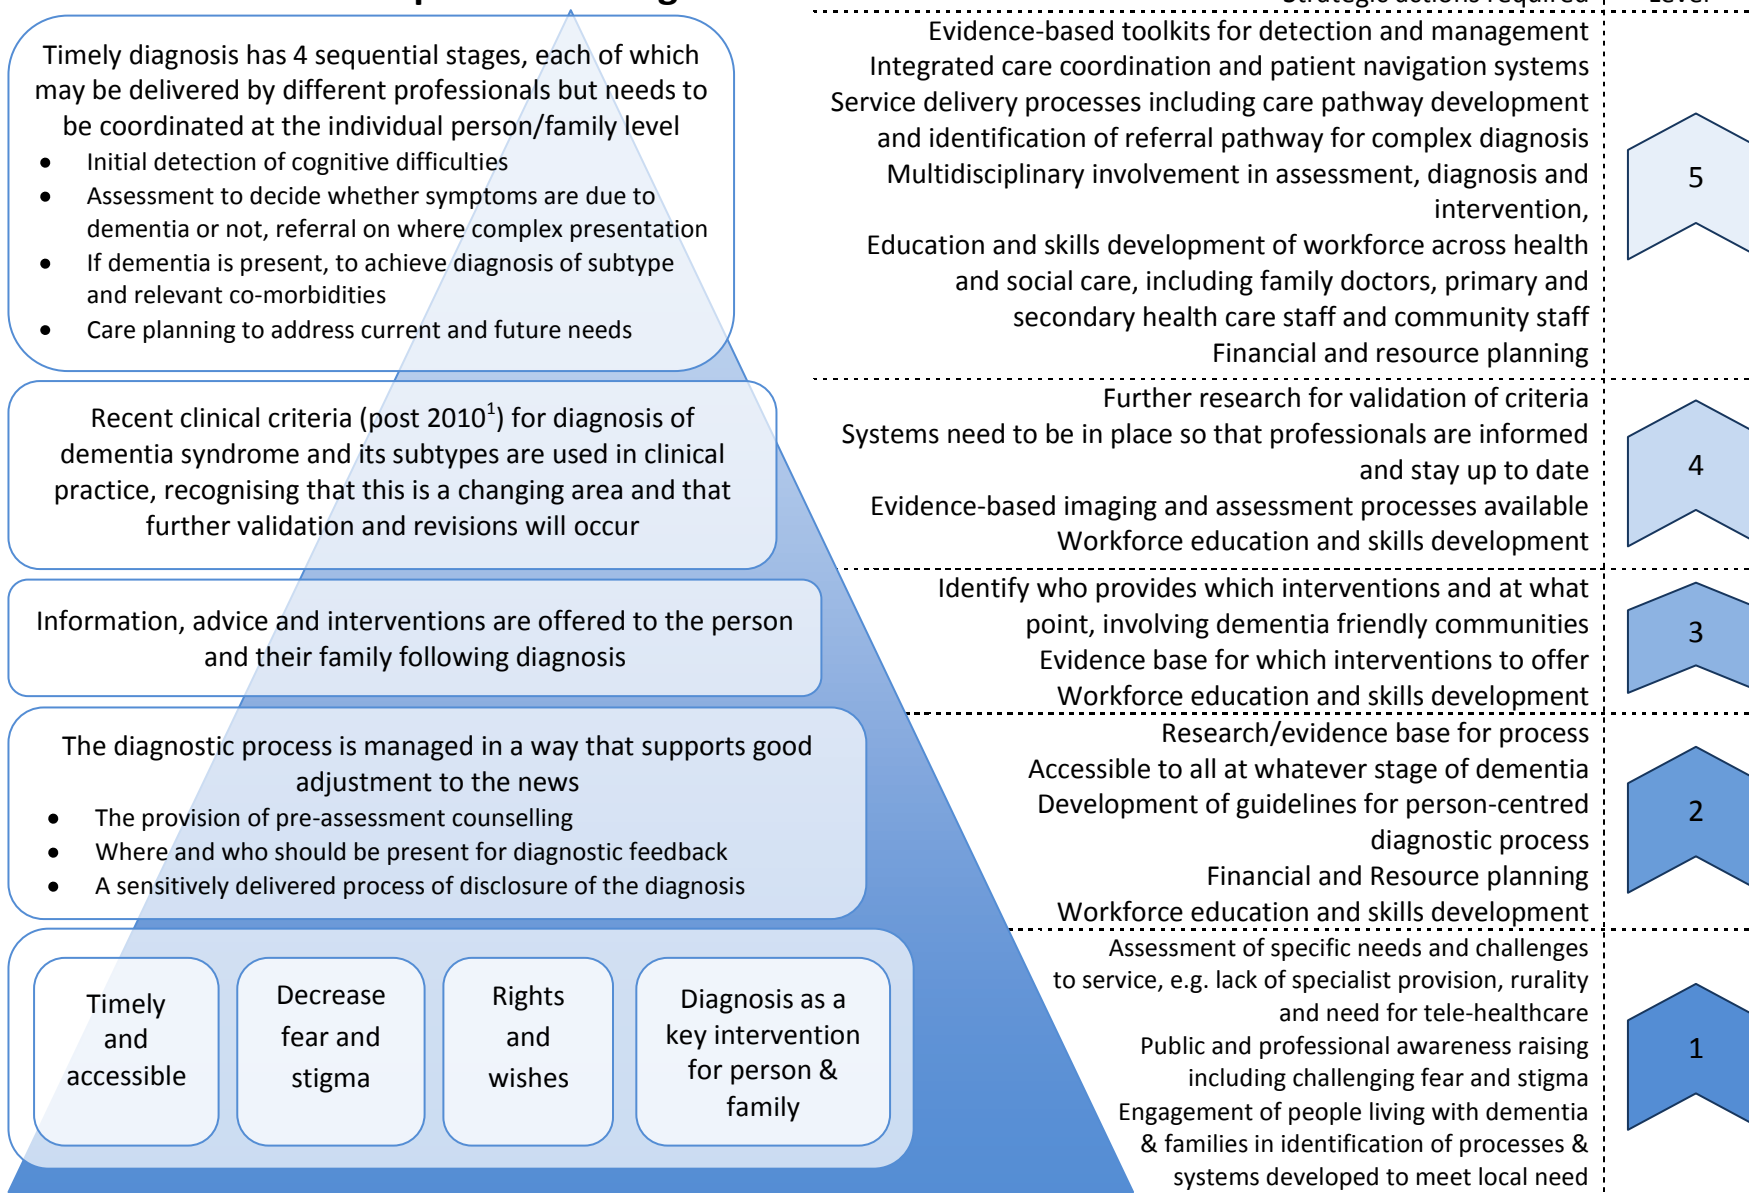 Timely diagnosis has 4 sequential stages, each of which
may be delivered by different professionals but needs to
be coordinated at the individual person/family level
• Initial detection of cognitive difficulties
• Assessment to decide whether symptoms are due to
dementia or not, referral on where complex presentation
• If dementia is present, to achieve diagnosis of subtype
and relevant co-morbidities
• Care planning to address current and future needs
Evidence-based toolkits for detection and management
Integrated care coordination and patient navigation systems
Service delivery processes including care pathway development
and identification of referral pathway for complex diagnosis
Multidisciplinary involvement in assessment, diagnosis and
intervention,
Education and skills development of workforce across health
and social care, including family doctors, primary and
secondary health care staff and community staff
Financial and resource planning
5
Recent clinical criteria (post 2010¹) for diagnosis of
dementia syndrome and its subtypes are used in clinical
practice, recognising that this is a changing area and that
further validation and revisions will occur
Further research for validation of criteria
Systems need to be in place so that professionals are informed
and stay up to date
Evidence-based imaging and assessment processes available
Workforce education and skills development
4
Information, advice and interventions are offered to the person
and their family following diagnosis
Identify who provides which interventions and at what
point, involving dementia friendly communities
Evidence base for which interventions to offer
Workforce education and skills development
3
The diagnostic process is managed in a way that supports good
adjustment to the news
• The provision of pre-assessment counselling
• Where and who should be present for diagnostic feedback
• A sensitively delivered process of disclosure of the diagnosis
Research/evidence base for process
Accessible to all at whatever stage of dementia
Development of guidelines for person-centred
diagnostic process
Financial and Resource planning
Workforce education and skills development
2
Timely
and
accessible
Decrease
fear and
stigma
Rights
and
wishes
Diagnosis as a
key intervention
for person &
family
Assessment of specific needs and challenges
to service, e.g. lack of specialist provision, rurality
and need for tele-healthcare
Public and professional awareness raising
including challenging fear and stigma
Engagement of people living with dementia
& families in identification of processes &
systems developed to meet local need
1